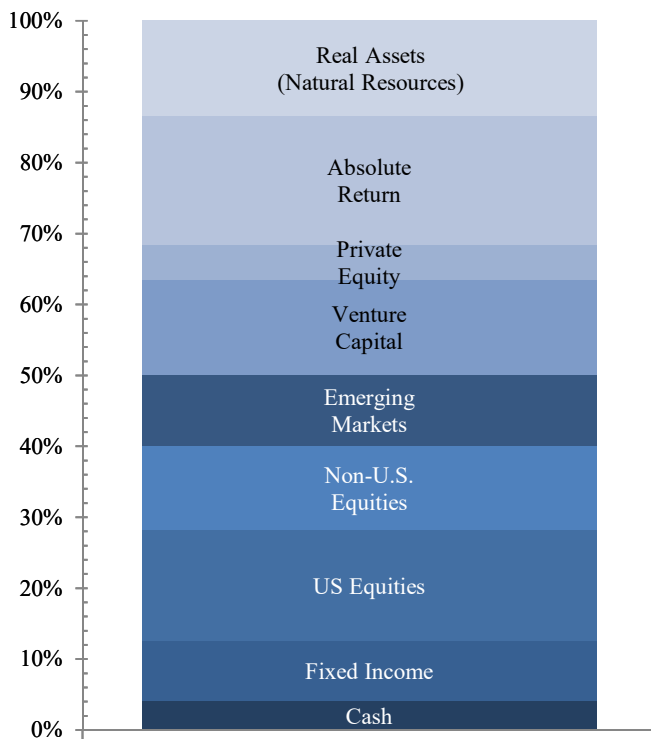 100%
90%
80%
70%
60%
50%
40%
30%
20%
10%
0%
Real Assets
(Natural Resources)
Absolute
Return
Private
Equity
Venture
Capital
Emerging
Markets
Non-U.S.
Equities
US Equities
Fixed Income
Cash